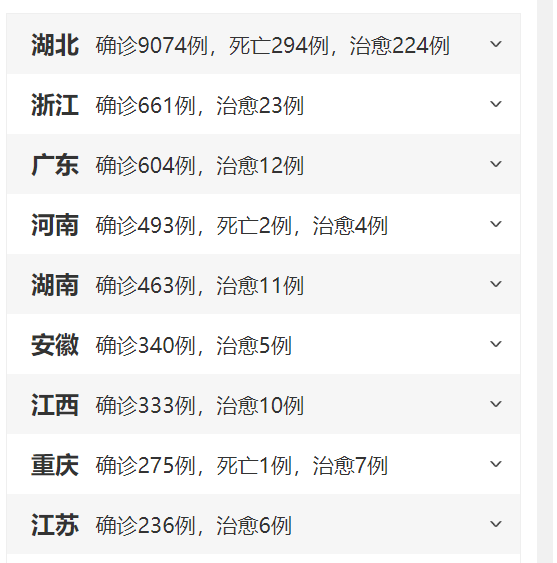 湖北 确诊9074例，死亡294例，治愈224例
浙江 确诊661例，治愈23例
广东 确诊604例，治愈12例
河南 确诊493例，死亡2例，治愈4例
湖南 确诊463例，治愈11例
安徽 确诊340例，治愈5例
江西 确诊333例，治愈10例
重庆 确诊275例，死亡1例，治愈7例
江苏 确诊236例，治愈6例